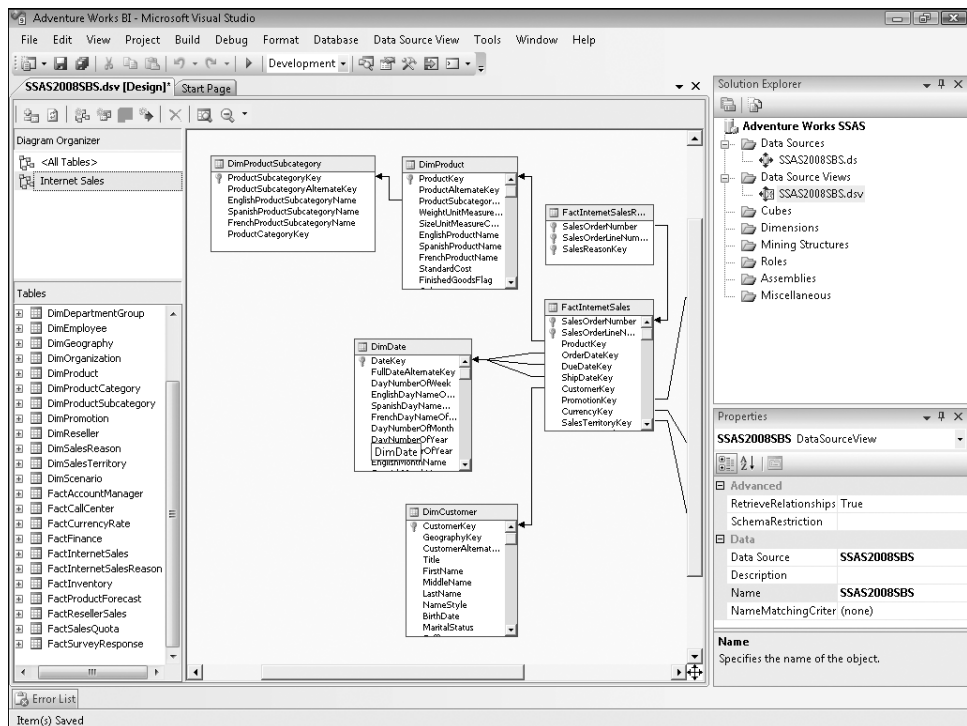 Adventure Works BI - Microsoft Visual Studio
File Edit View Project Build Debug Format Database Data Source View Tools Window Help
Development
SSAS2008SBS.dsv [Design]* Start Page
Diagram Organizer
<All Tables>
Internet Sales
Tables
DimDepartmentGroup
DimEmployee
DimGeography
DimOrganization
DimProduct
DimProductCategory
DimProductSubcategory
DimPromotion
DimReseller
DimSalesReason
DimSalesTerritory
DimScenario
FactAccountManager
FactCallCenter
FactCurrencyRate
FactFinance
FactInternetSales
FactInternetSalesReason
FactInventory
FactProductForecast
FactResellerSales
FactSalesQuota
FactSurveyResponse
DimProductSubcategory
ProductSubcategoryKey
ProductSubcategoryAlternateKey
EnglishProductSubcategoryName
SpanishProductSubcategoryName
FrenchProductSubcategoryName
ProductCategoryKey
DimProduct
ProductKey
ProductAlternateKey
ProductSubcategor...
WeightUnitMeasure...
SizeUnitMeasureC...
EnglishProductName
SpanishProductName
FrenchProductName
StandardCost
FinishedGoodsFlag
FactInternetSalesR...
SalesOrderNumber
SalesOrderLineNum...
SalesReasonKey
FactInternetSales
SalesOrderNumber
SalesOrderLineN...
ProductKey
OrderDateKey
DueDateKey
ShipDateKey
CustomerKey
PromotionKey
CurrencyKey
SalesTerritoryKey
DimDate
DateKey
FullDateAlternateKey
DayNumberOfWeek
EnglishDayNameO...
SpanishDayName...
FrenchDayNameOf...
DayNumberOfMonth
DayNumberOfYear
DimDate
rOfYear
EnglishMonthName
DimCustomer
CustomerKey
GeographyKey
CustomerAlternat...
Title
FirstName
MiddleName
LastName
NameStyle
BirthDate
MaritalStatus
Solution Explorer
Adventure Works SSAS
Data Sources
SSAS2008SBS.ds
Data Source Views
SSAS2008SBS.dsv
Cubes
Dimensions
Mining Structures
Roles
Assemblies
Miscellaneous
Properties
SSAS2008SBS DataSourceView
Advanced
RetrieveRelationships True
SchemaRestriction
Data
Data Source SSAS2008SBS
Description
Name SSAS2008SBS
NameMatchingCriter (none)
Name
Specifies the name of the object.
Error List
Item(s) Saved